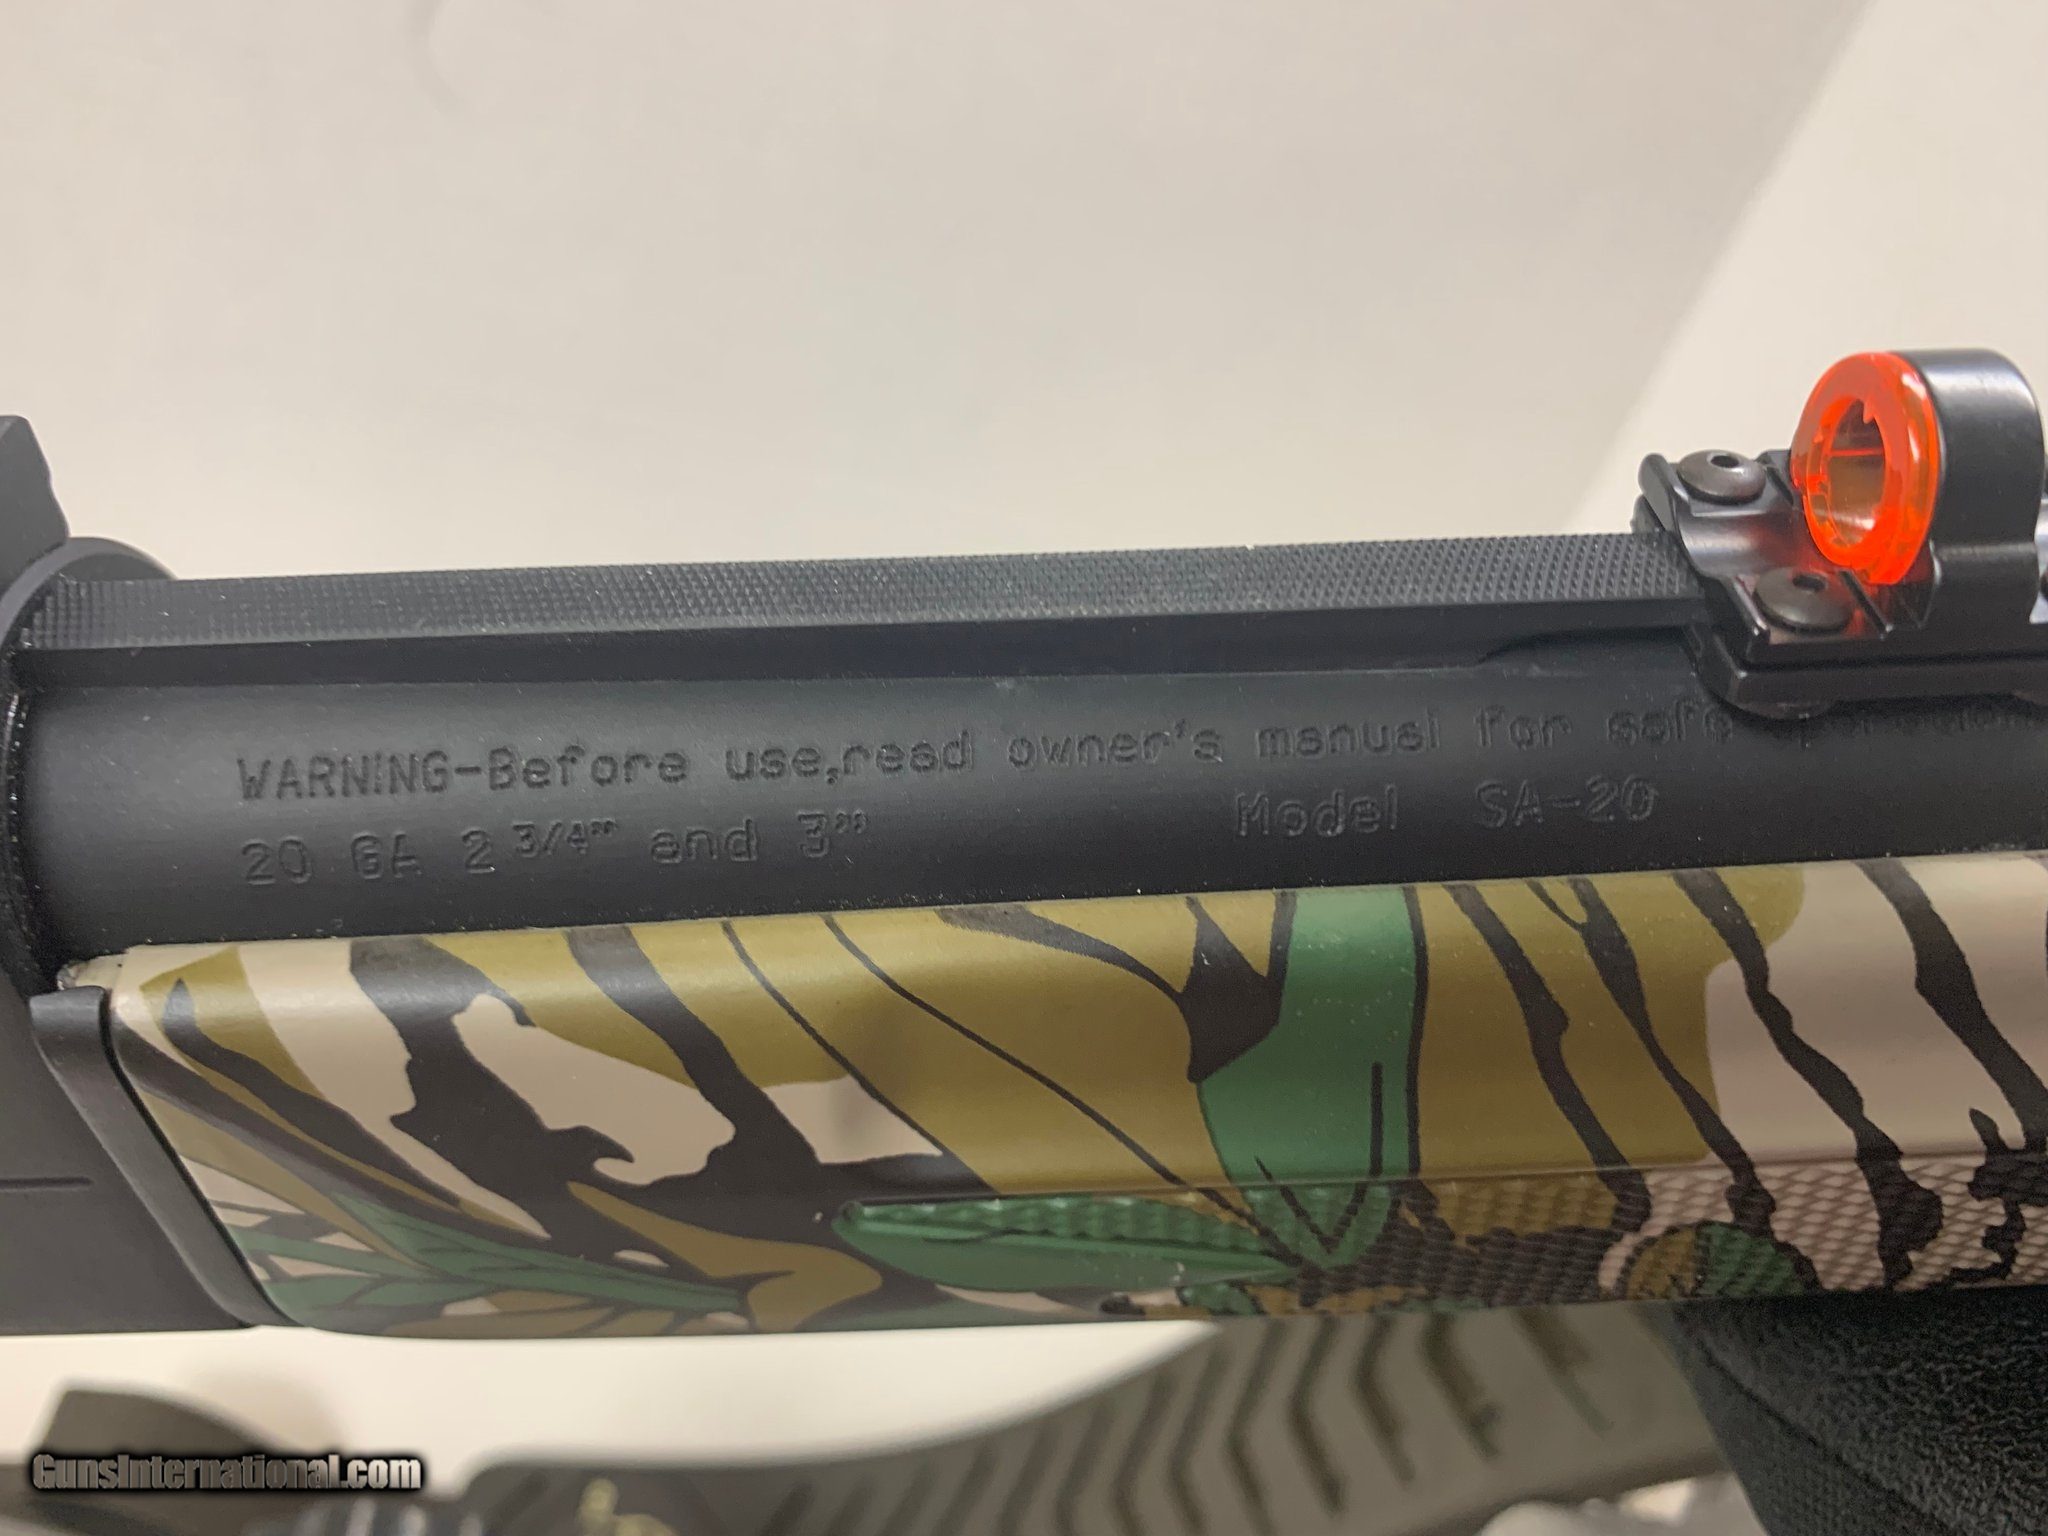 WARNING-Before use,read owner's manual for safe
20 GA 2 3/4" and 3" Model SA-20
GunsInternational.com